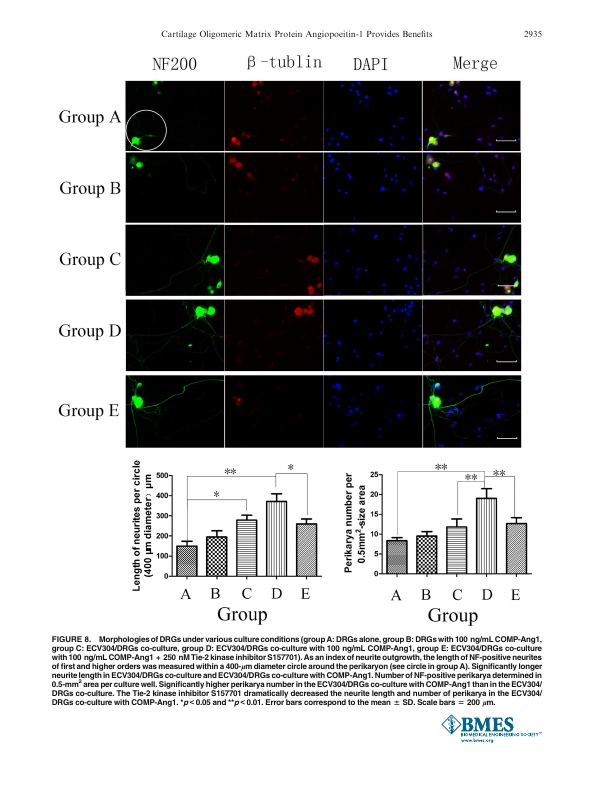 Cartilage Oligomeric Matrix Protein Angiopoeitin-1 Provides Benefits 2935
NF200 β-tublin DAPI Merge
Group A
Group B
Group C
Group D
Group E
Length of neurites per circle
(400 μm diameter) μm
500
400
300
200
100
0
*
**
*
A B C D E
Group
Perikarya number per
0.5mm²-size area
25
20
15
10
5
0
**
**
**
A B C D E
Group
FIGURE 8. Morphologies of DRGs under various culture conditions (group A: DRGs alone, group B: DRGs with 100 ng/mL COMP-Ang1,
group C: ECV304/DRGs co-culture, group D: ECV304/DRGs co-culture with 100 ng/mL COMP-Ang1, group E: ECV304/DRGs co-culture
with 100 ng/mL COMP-Ang1 + 250 nM Tie-2 kinase inhibitor S157701). As an index of neurite outgrowth, the length of NF-positive neurites
of first and higher orders was measured within a 400-μm diameter circle around the perikaryon (see circle in group A). Significantly longer
neurite length in ECV304/DRGs co-culture and ECV304/DRGs co-culture with COMP-Ang1. Number of NF-positive perikarya determined in
0.5-mm² area per culture well. Significantly higher perikarya number in the ECV304/DRGs co-culture with COMP-Ang1 than in the ECV304/
DRGs co-culture. The Tie-2 kinase inhibitor S157701 dramatically decreased the neurite length and number of perikarya in the ECV304/
DRGs co-culture with COMP-Ang1. *p < 0.05 and **p < 0.01. Error bars correspond to the mean ± SD. Scale bars = 200 μm.
BMES
BIOMEDICAL ENGINEERING SOCIETY™
www.bmes.org